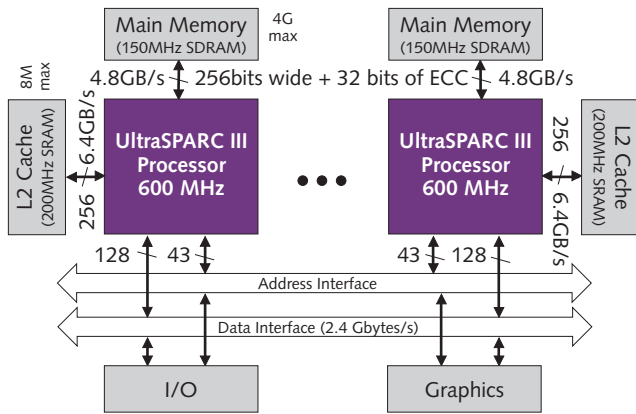 Main Memory
(150MHz SDRAM)
4G
max
Main Memory
(150MHz SDRAM)
8M
max
4.8GB/s
256bits wide + 32 bits of ECC
4.8GB/s
L2 Cache
(200MHz SRAM)
6.4GB/s
256
UltraSPARC III
Processor
600 MHz
UltraSPARC III
Processor
600 MHz
256
6.4GB/s
L2 Cache
(200MHz SRAM)
128
43
43
128
Address Interface
Data Interface (2.4 Gbytes/s)
I/O
Graphics